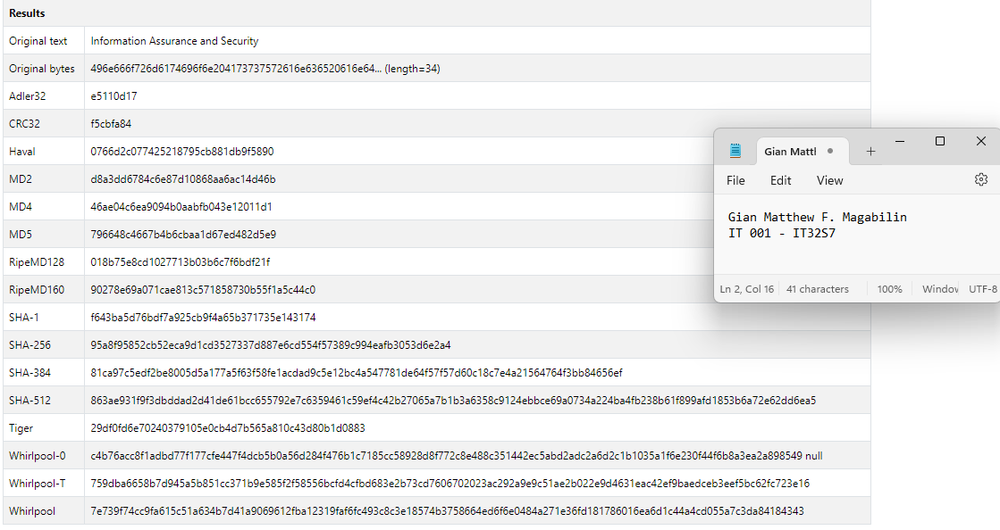 Results
Original text Information Assurance and Security
Original bytes 496e666f726d6174696f6e204173737572616e636520616e64... (length=34)
Adler32 e5110d17
CRC32 f5cbfa84
Haval 0766d2c077425218795cb881db9f5890
MD2 d8a3dd6784c6e87d10868aa6ac14d46b
MD4 46ae04c6ea9094b0aabfb043e12011d1
MD5 796648c4667b4b6cbaa1d67ed482d5e9
RipeMD128 018b75e8cd1027713b03b6c7f6bdf21f
RipeMD160 90278e69a071cae813c571858730b55f1a5c44c0
SHA-1 f643ba5d76bdf7a925cb9f4a65b371735e143174
SHA-256 95a8f95852cb52eca9d1cd3527337d887e6cd554f57389c994eafb3053d6e2a4
SHA-384 81ca97c5edf2be8005d5a177a5f63f58fe1acdad9c5e12bc4a547781de64f57f57d60c18c7e4a21564764f3bb84656ef
SHA-512 863ae931f9f3dbddad2d41de61bcc655792e7c6359461c59ef4c42b27065a7b1b3a6358c9124ebbce69a0734a224ba4fb238b61f899afd1853b6a72e62dd6ea5
Tiger 29df0fd6e70240379105e0cb4d7b565a810c43d80b1d0883
Whirlpool-0 c4b76acc8f1adbd77f177cfe447f4dcb5b0a56d284f476b1c7185cc58928d8f772c8e488c351442ec5abd2adc2a6d2c1b1035a1f6e230f44f6b8a3ea2a898549 null
Whirlpool-T 759dba6658b7d945a5b851cc371b9e585f2f58556bcfd4cfbd683e2b73cd7606702023ac292a9e9c51ae2b022e9d4631eac42ef9baedceb3eef5bc62fc723e16
Whirlpool 7e739f74cc9fa615c51a634b7d41a9069612fba12319faf6fc493c8c3e18574b3758664ed6f6e0484a271e36fd181786016ea6d1c44a4cd055a7c3da84184343
Gian Mattl
File Edit View
Gian Matthew F. Magabilin
IT 001 - IT32S7
Ln 2, Col 16 41 characters 100% Window UTF-8